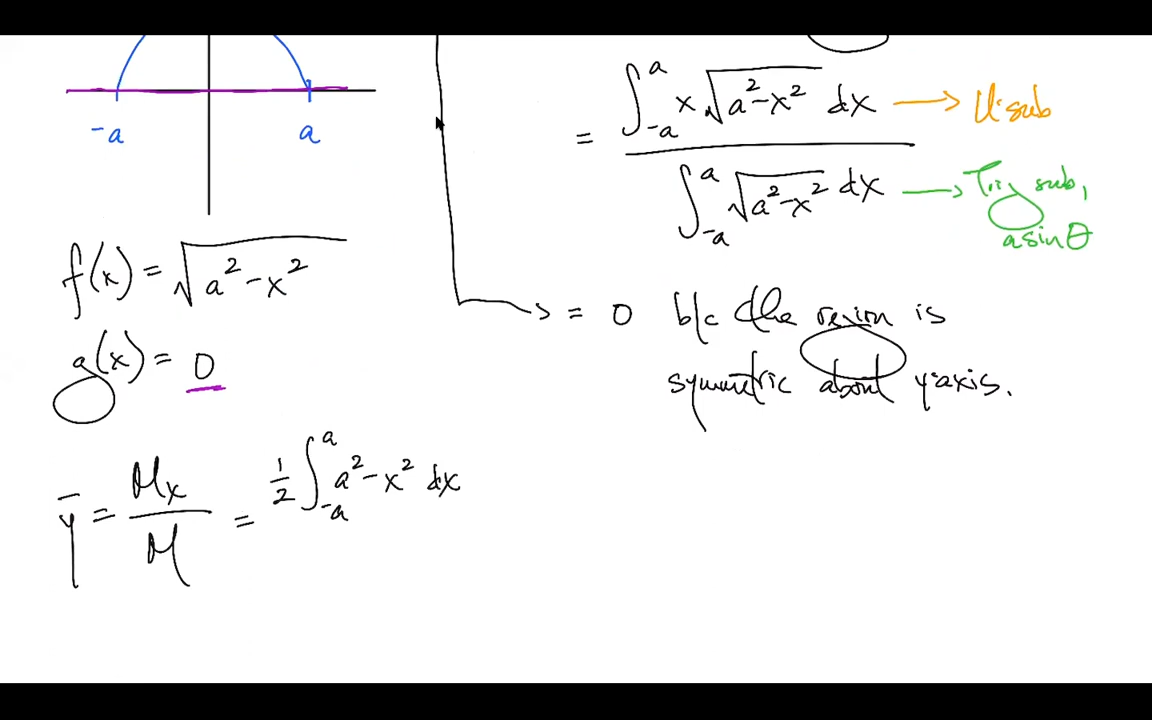 -a a
f(x) = √(a² - x²)
g(x) = 0
ȳ = Mx / M = 1/2 ∫_{-a}^{a} a² - x² dx
= ∫_{-a}^{a} x √(a² - x²) dx → U-sub
∫_{-a}^{a} √(a² - x²) dx → Trig sub,
a sin θ
= 0 b/c the region is
symmetric about y-axis.